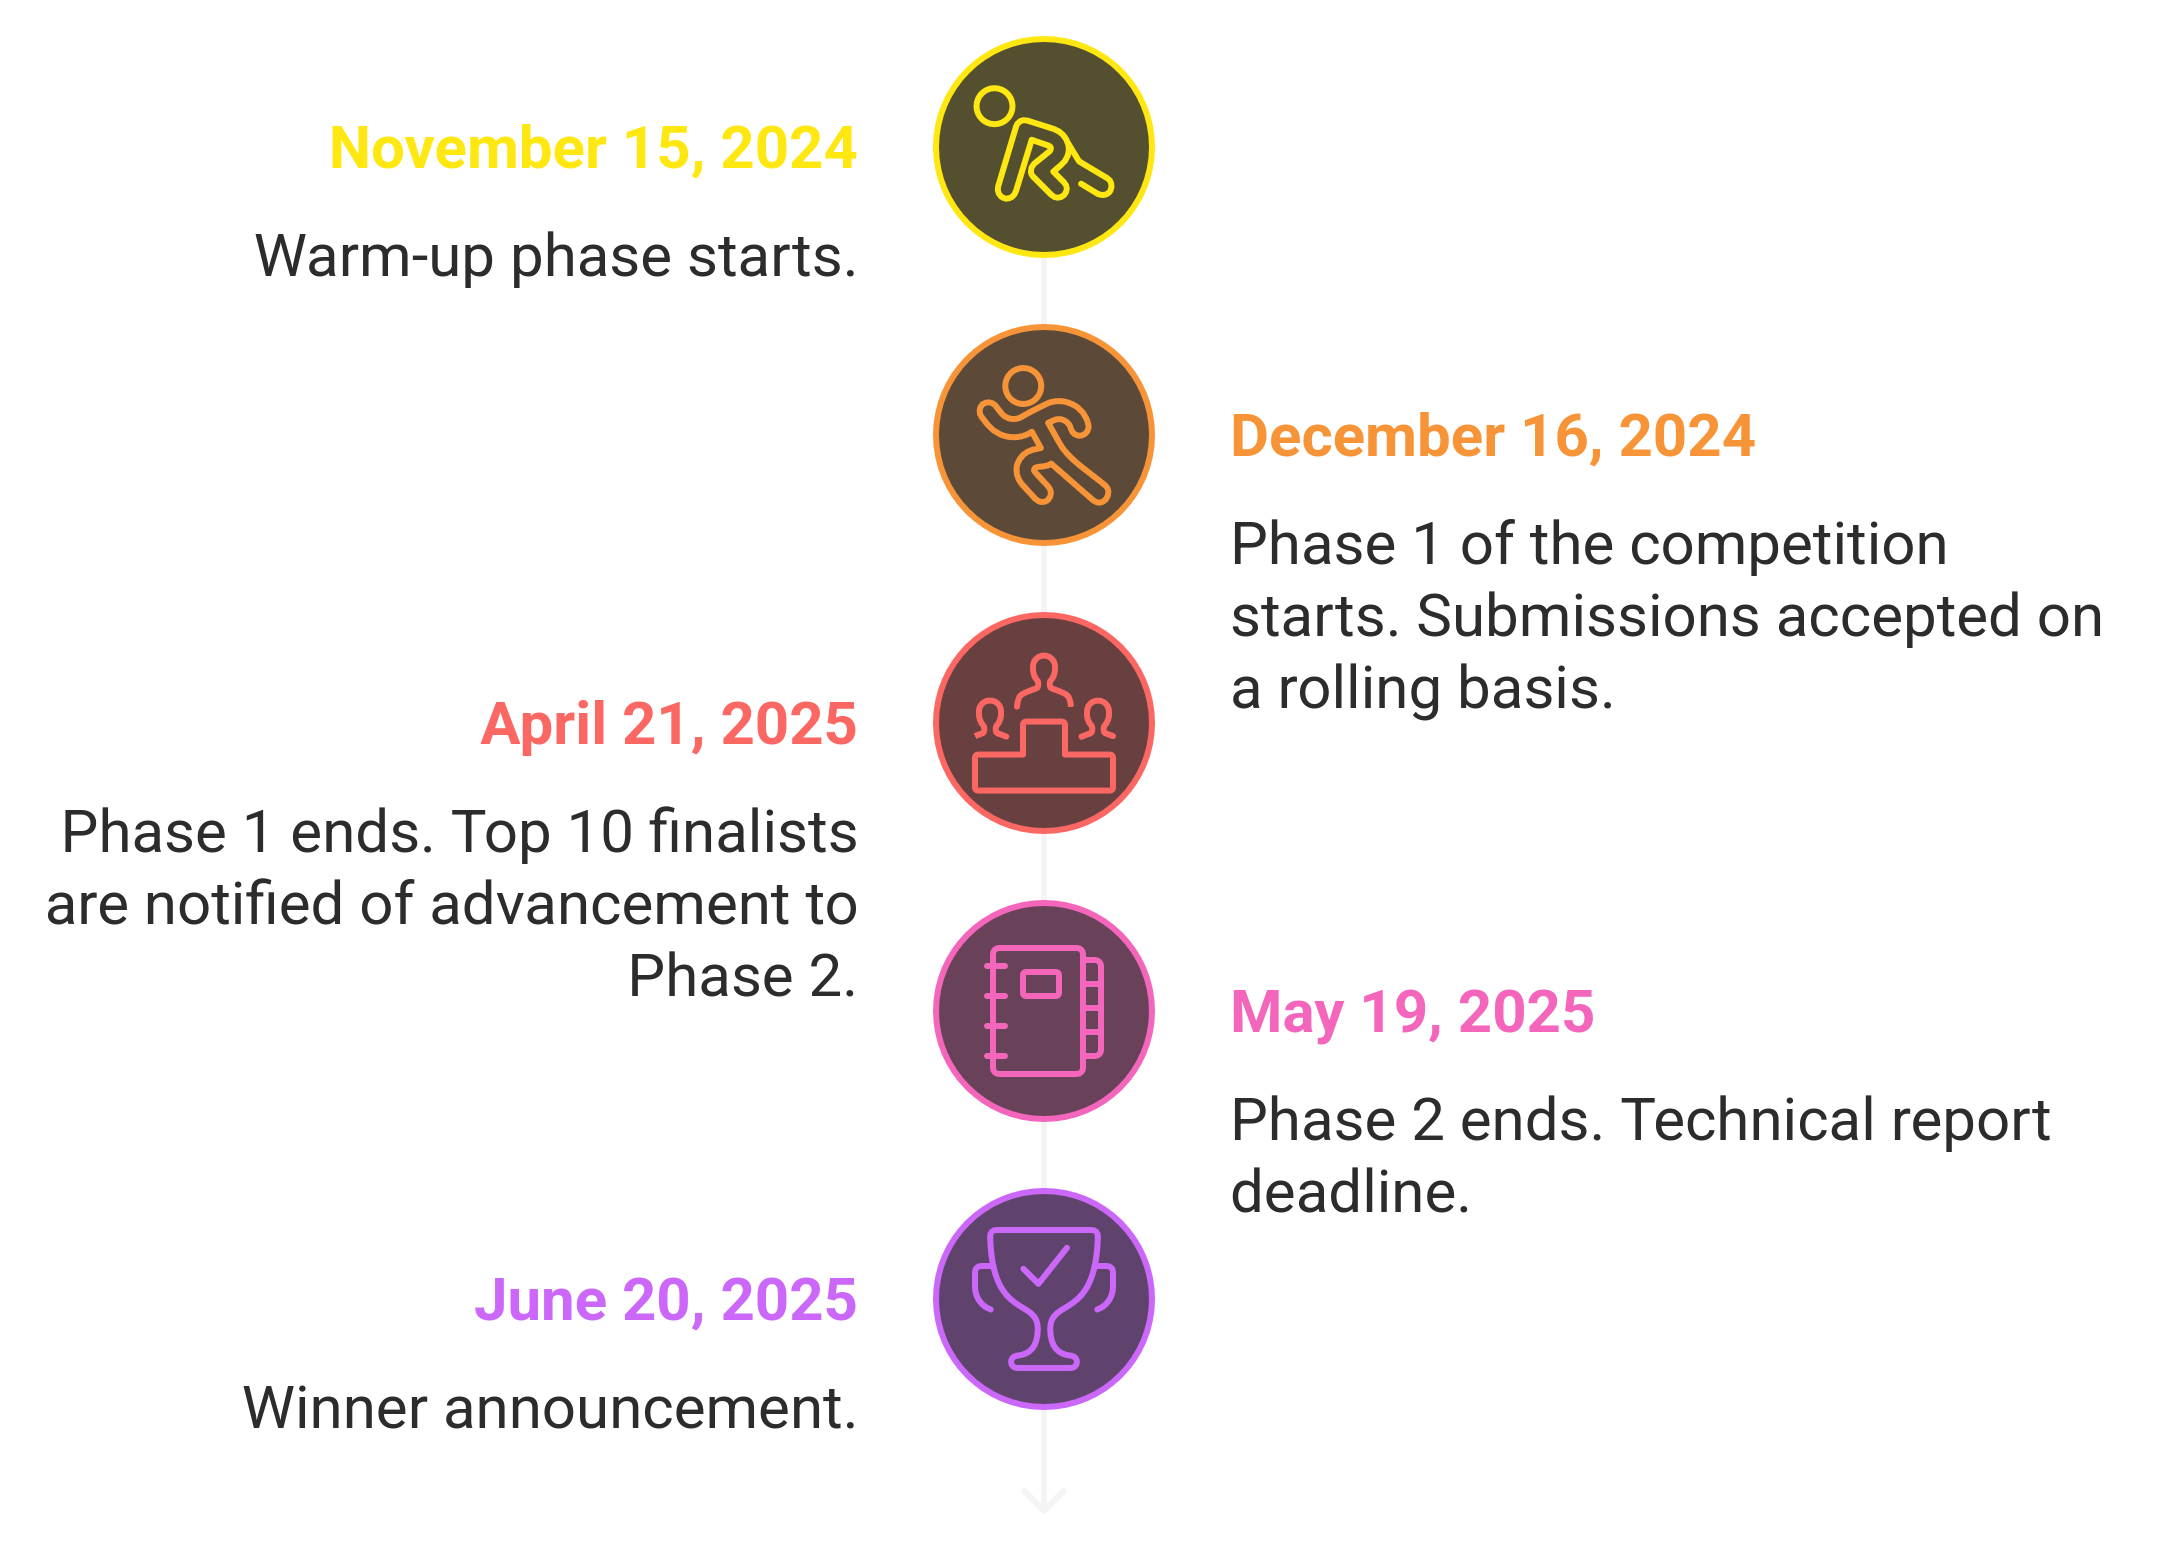 November 15, 2024
Warm-up phase starts.
December 16, 2024
Phase 1 of the competition
starts. Submissions accepted on
a rolling basis.
April 21, 2025
Phase 1 ends. Top 10 finalists
are notified of advancement to
Phase 2.
May 19, 2025
Phase 2 ends. Technical report
deadline.
June 20, 2025
Winner announcement.